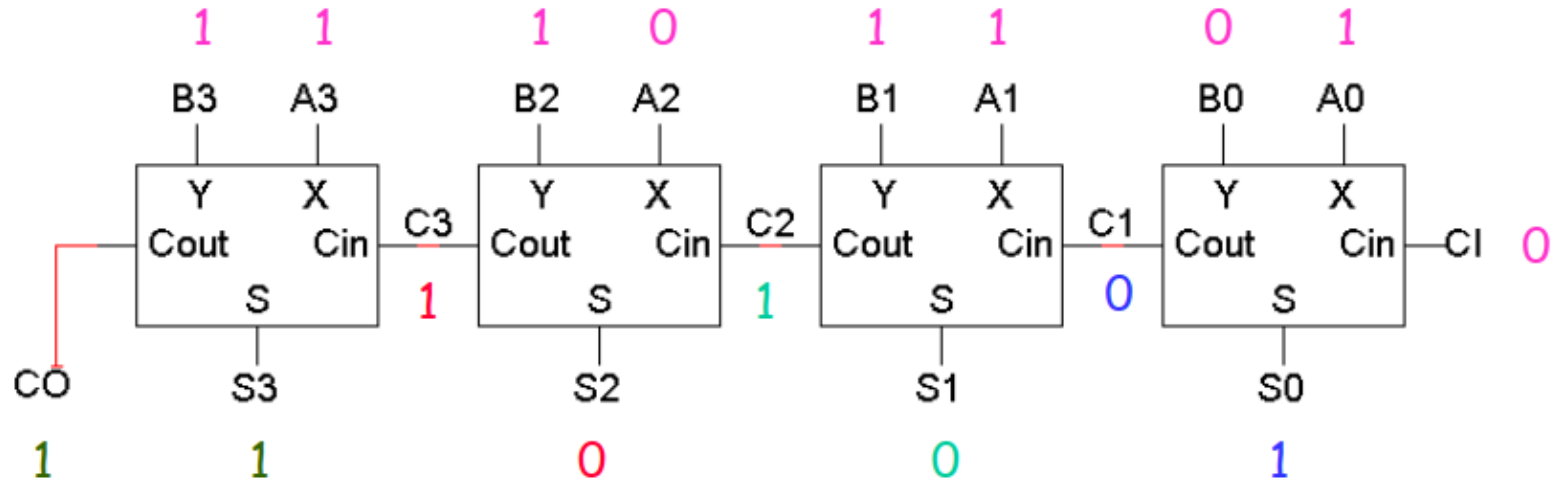 1 1 1 0 1 1 0 1
B3 A3 B2 A2 B1 A1 B0 A0
Y X Y X Y X Y X
C3 C2 C1
Cout Cin Cout Cin Cout Cin Cout Cin CI 0
1 1 0
S S S S
CO S3 S2 S1 S0
1 1 0 0 1